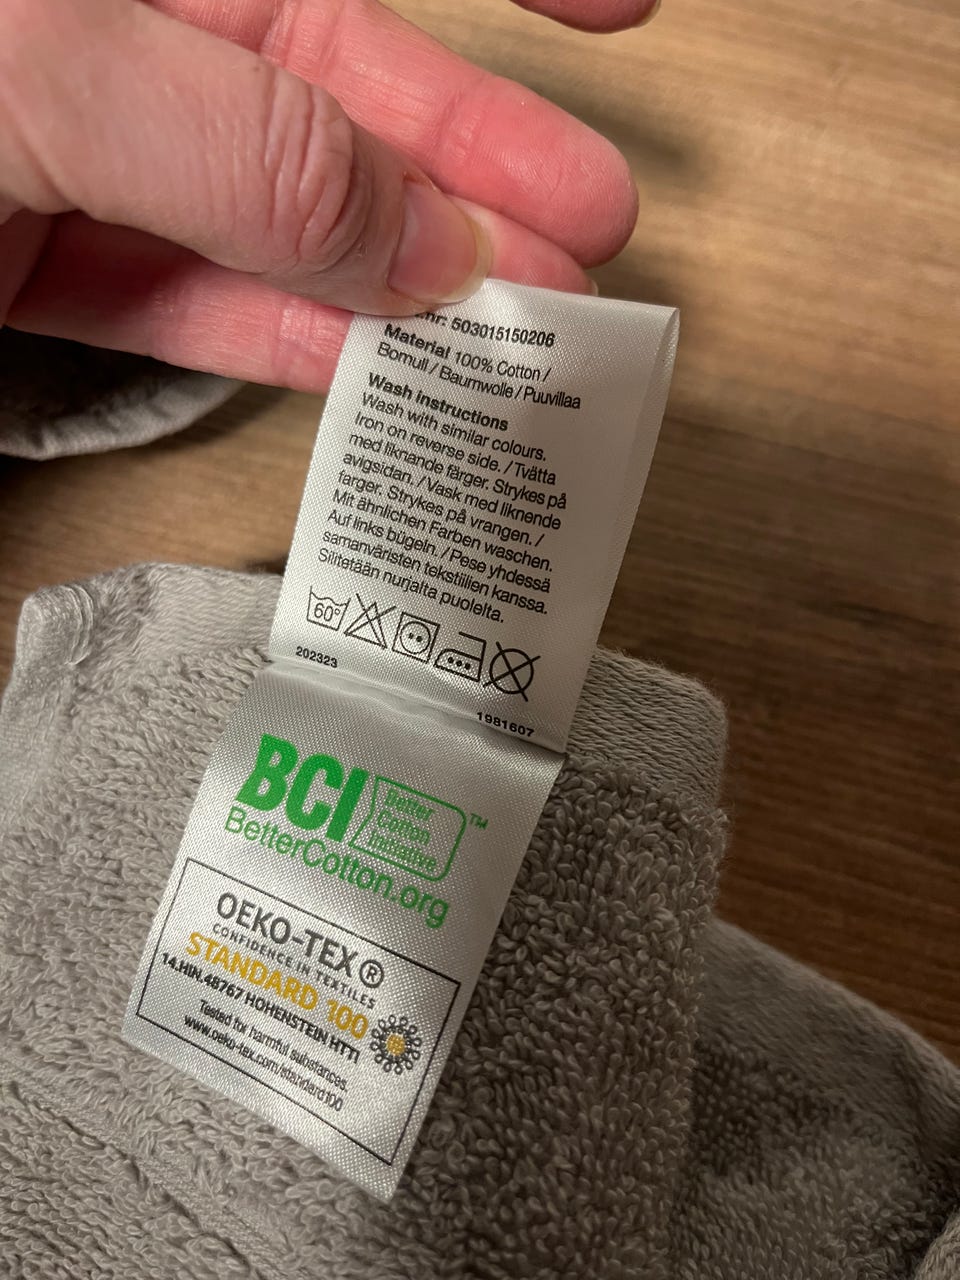 nr: 503015150206
Material 100% Cotton /
Bomull / Baumwolle / Puuvillaa
Wash instructions
Wash with similar colours.
Iron on reverse side. / Tvätta
med liknande färger. Strykes på
avigsidan. / Vask med liknende
farger. Strykes på vrangen. /
Mit ähnlichen Farben waschen.
Auf links bügeln. / Pese yhdessä
samanväristen tekstiilien kanssa.
Silitetään nurjalta puolelta.
60°
202323
1981607
BCI
Better
Cotton
Initiative
™
BetterCotton.org
OEKO-TEX®
CONFIDENCE IN TEXTILES
STANDARD 100
14.HIN.48767 HOHENSTEIN HTTI
Tested for harmful substances.
www.oeko-tex.com/standard100